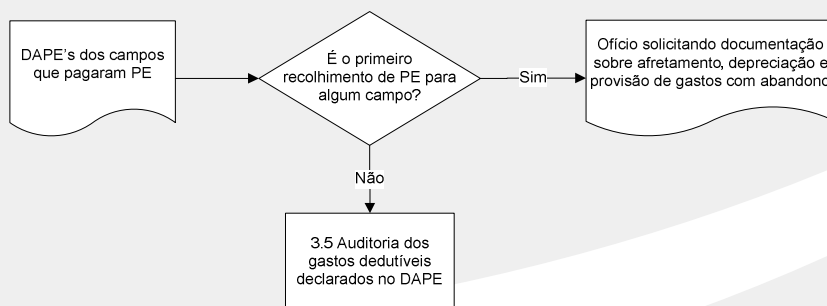 DAPE's dos campos
que pagaram PE
É o primeiro
recolhimento de PE para
algum campo?
Sim
Ofício solicitando documentação
sobre afretamento, depreciação e
provisão de gastos com abandono
Não
3.5 Auditoria dos
gastos dedutíveis
declarados no DAPE